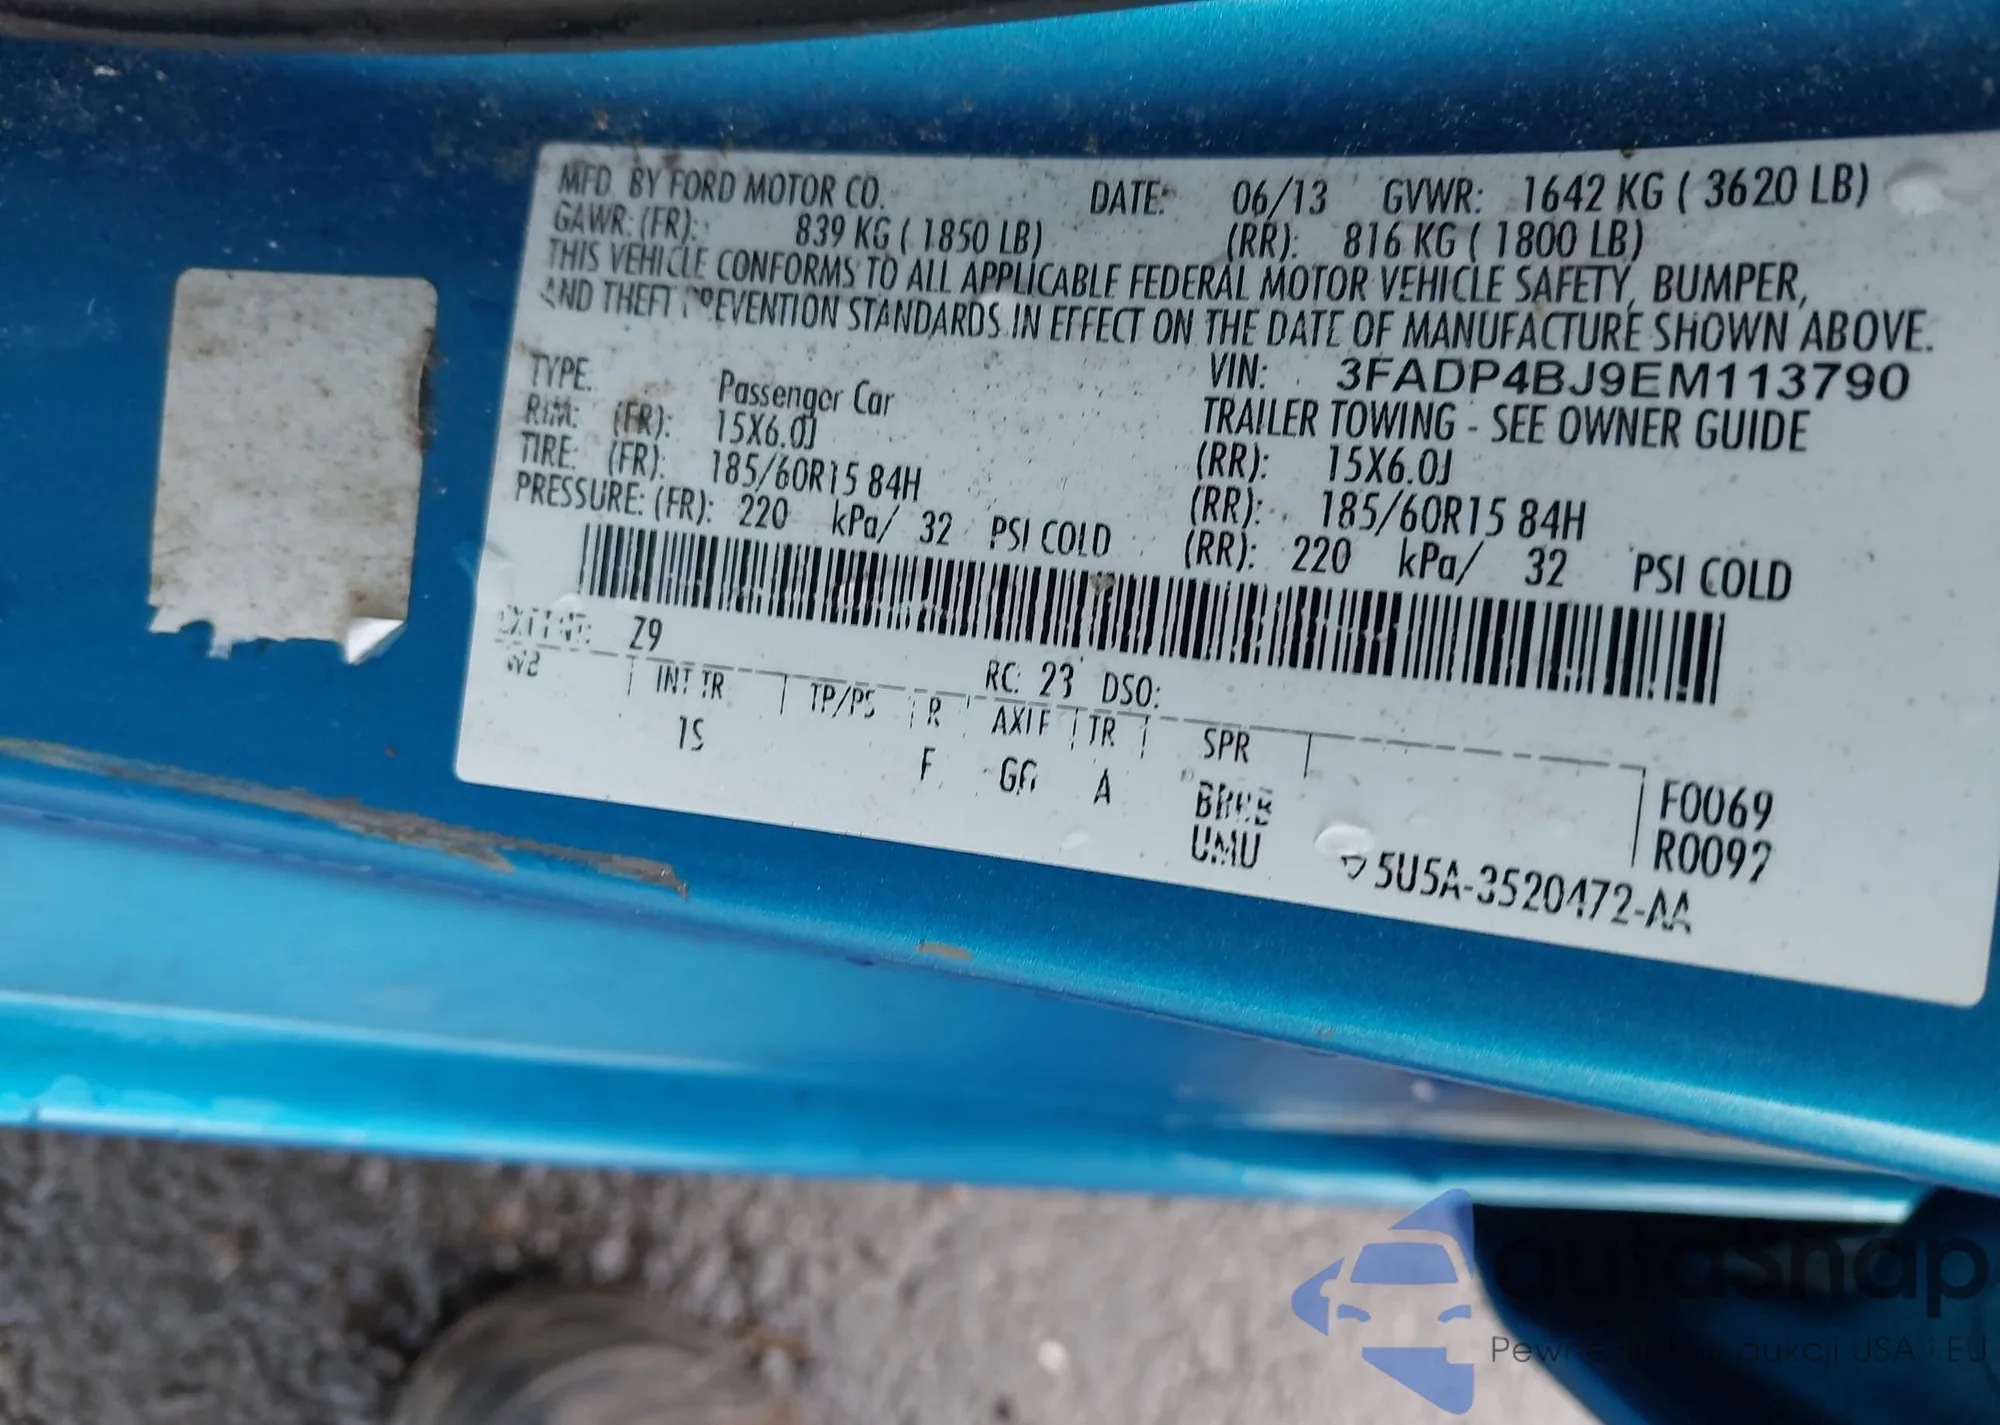 MFD. BY FORD MOTOR CO. DATE: 06/13 GVWR: 1642 KG ( 3620 LB)
GAWR: (FR): 839 KG ( 1850 LB) (RR): 816 KG ( 1800 LB)
THIS VEHICLE CONFORMS TO ALL APPLICABLE FEDERAL MOTOR VEHICLE SAFETY, BUMPER,
AND THEFT PREVENTION STANDARDS IN EFFECT ON THE DATE OF MANUFACTURE SHOWN ABOVE.
VIN: 3FADP4BJ9EM113790
TYPE: Passenger Car TRAILER TOWING - SEE OWNER GUIDE
RIM: (FR): 15X6.0J (RR): 15X6.0J
TIRE: (FR): 185/60R15 84H (RR): 185/60R15 84H
PRESSURE: (FR): 220 kPa/ 32 PSI COLD (RR): 220 kPa/ 32 PSI COLD
Z9 RC: 23 DSO:
INT TR TP/PS R AXLE TR SPR
1S F A F0069
UMU R0092
5U5A-3520472-AA
autaSnap
aukcji USA i EU